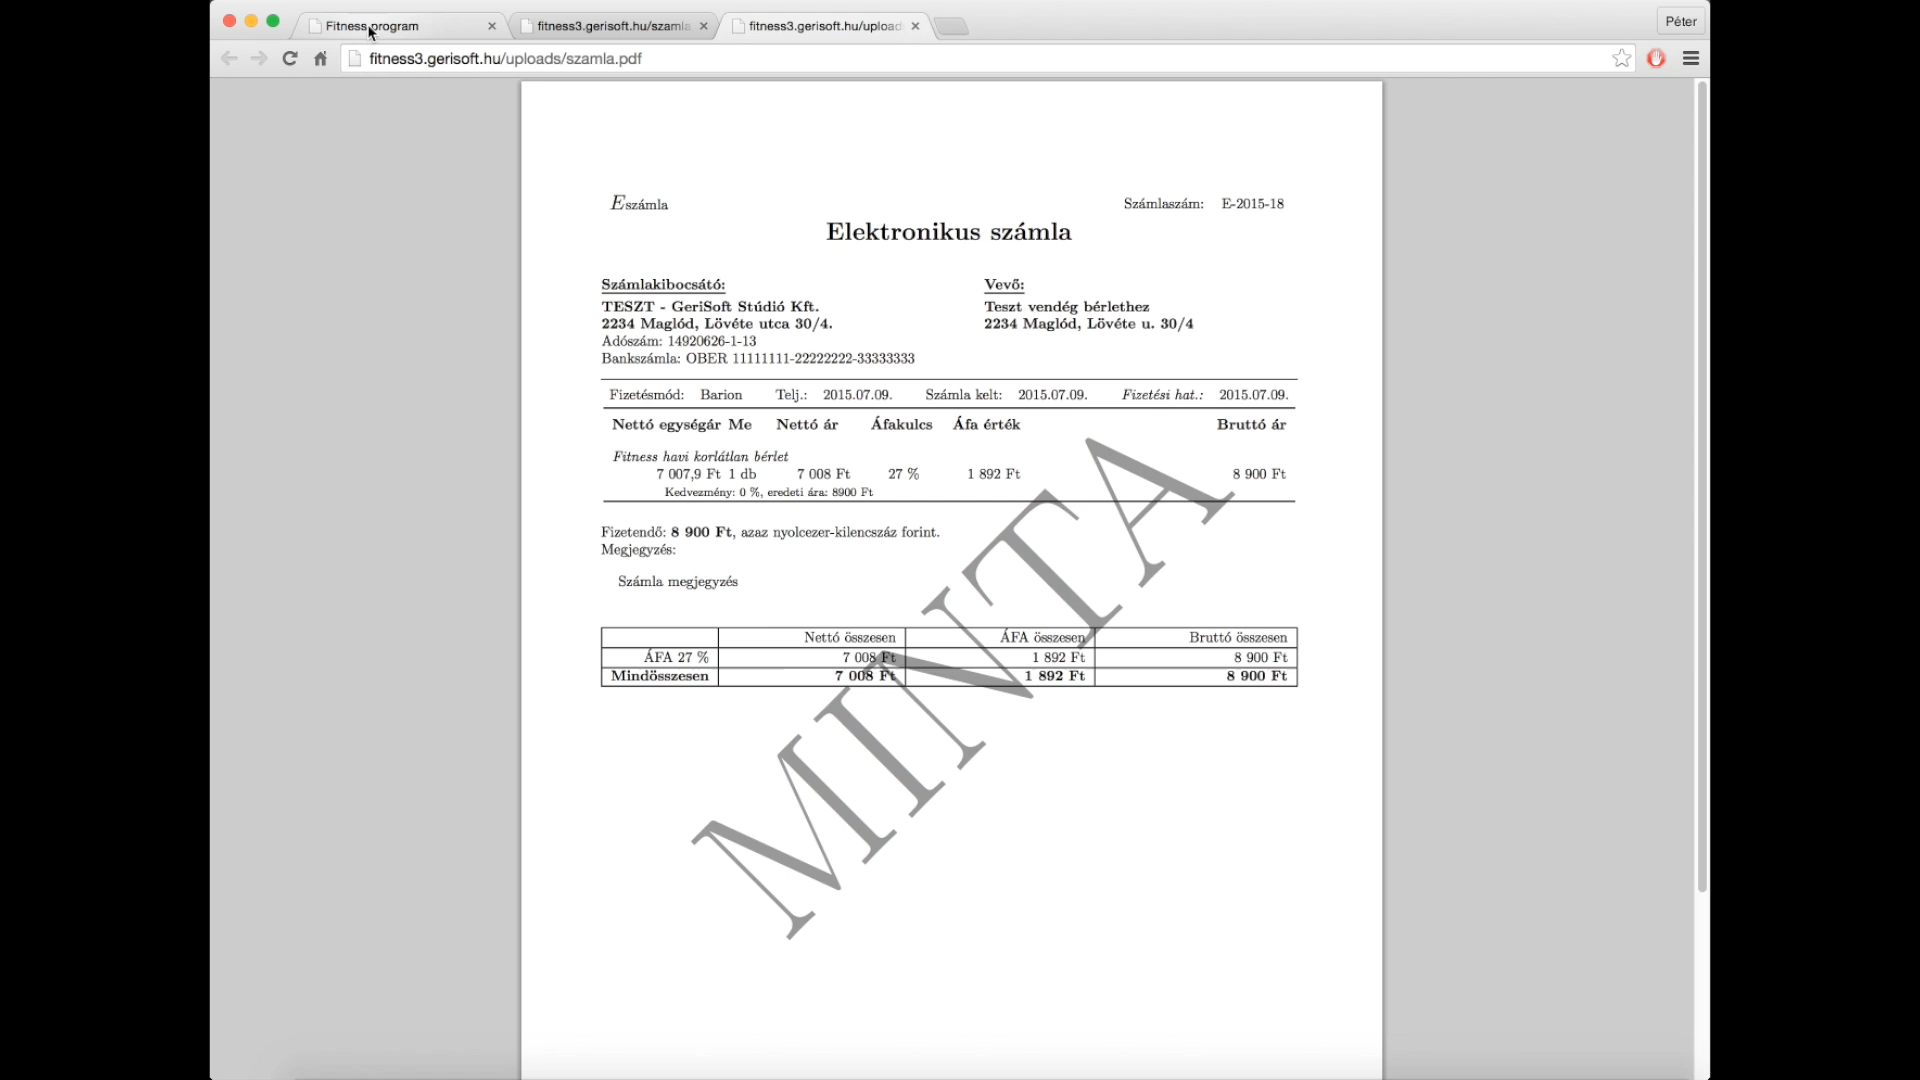 Fitness program
fitness3.gerisoft.hu/szamla
fitness3.gerisoft.hu/upload
Péter
fitness3.gerisoft.hu/uploads/szamla.pdf
Eszámla
Számlaszám: E-2015-18
Elektronikus számla
Számlakibocsátó:
Vevő:
TESZT - GeriSoft Stúdió Kft.
Teszt vendég bérlethez
2234 Maglód, Lövéte utca 30/4.
2234 Maglód, Lövéte u. 30/4
Adószám: 14920626-1-13
Bankszámla: OBER 11111111-22222222-33333333
Fizetésmód: Barion Telj.: 2015.07.09. Számla kelt: 2015.07.09. Fizetési hat.: 2015.07.09.
Nettó egységár Me Nettó ár Áfakulcs Áfa érték Bruttó ár
Fitness havi korlátlan bérlet
7 007,9 Ft 1 db 7 008 Ft 27 % 1 892 Ft 8 900 Ft
Kedvezmény: 0 %, eredeti ára: 8900 Ft
Fizetendő: 8 900 Ft, azaz nyolcezer-kilencszáz forint.
Megjegyzés:
Számla megjegyzés
Nettó összesen ÁFA összesen Bruttó összesen
ÁFA 27 % 7 008 Ft 1 892 Ft 8 900 Ft
Mindösszesen 7 008 Ft 1 892 Ft 8 900 Ft
MINTA